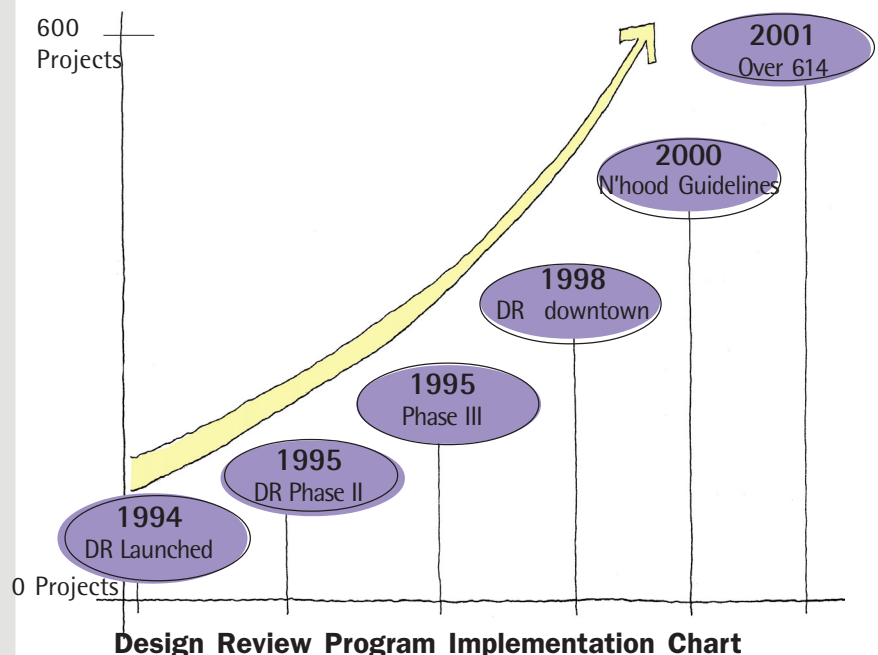 600
Projects
2001
Over 614
2000
N'hood Guidelines
1998
DR downtown
1995
Phase III
1995
DR Phase II
1994
DR Launched
0 Projects
Design Review Program Implementation Chart